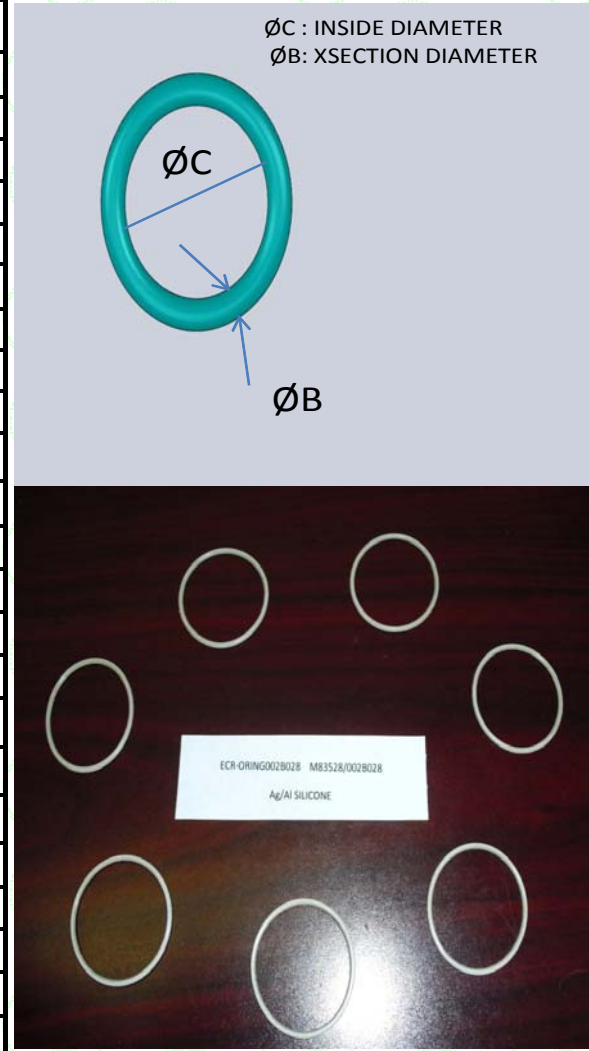 ØC : INSIDE DIAMETER
ØB: XSECTION DIAMETER
ØC
ØB
ECR-ORING002B028 M83528/002B028
Ag/Al SILICONE